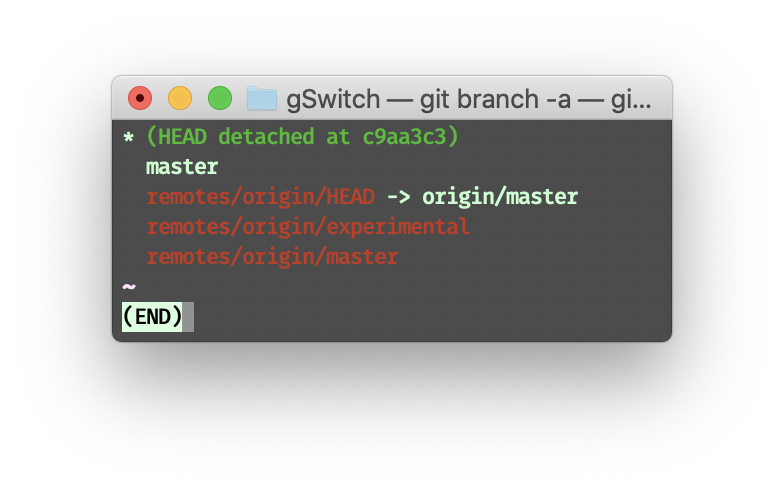 gSwitch — git branch -a — gi...
* (HEAD detached at c9aa3c3)
master
remotes/origin/HEAD -> origin/master
remotes/origin/experimental
remotes/origin/master
~
(END)